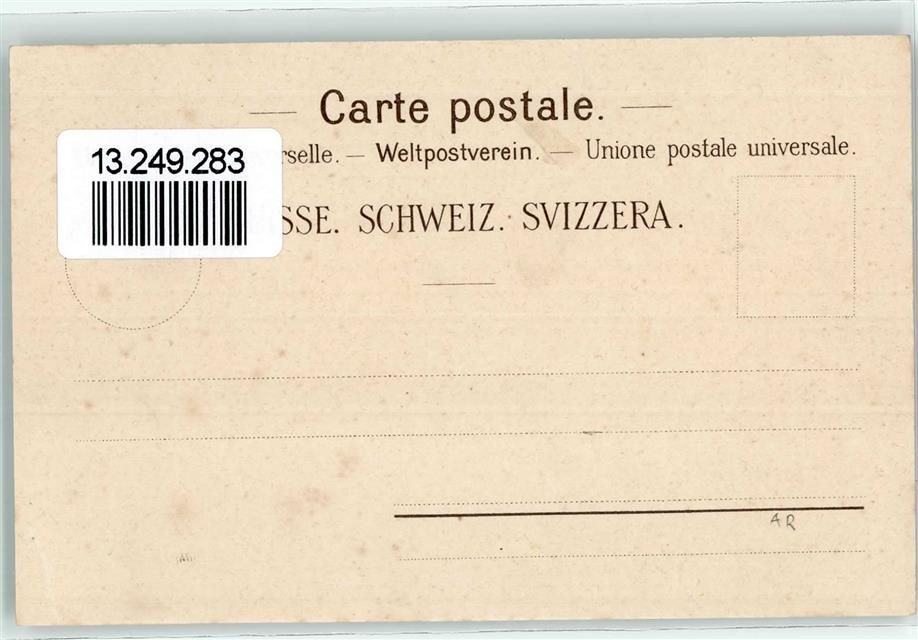 Carte postale.
13.249.283
rselle. — Weltpostverein. — Unione postale universale.
SSE. SCHWEIZ. SVIZZERA.
AR